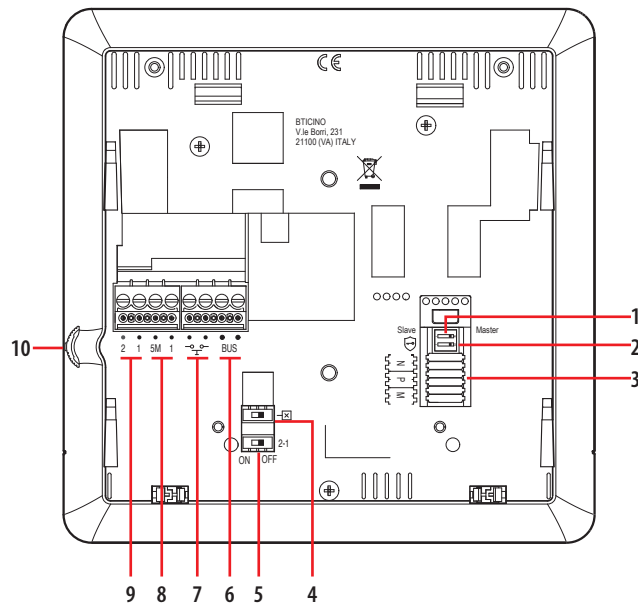 CE
BTICINO
V.le Borri, 231
21100 (VA) ITALY
Slave
Master
1
2
3
N
P
M
10
2 1 5M 1 BUS
2-1
ON OFF
9 8 7 6 5 4